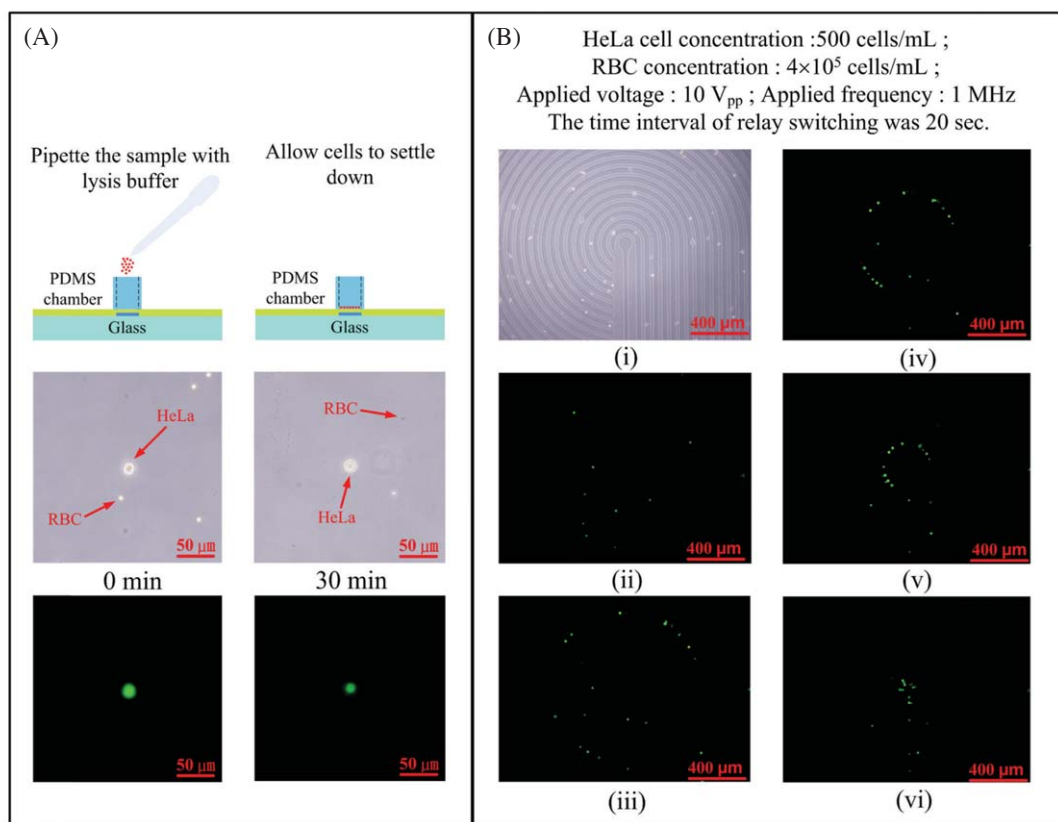 (A)
Pipette the sample with
lysis buffer
Allow cells to settle
down
PDMS
chamber
Glass
PDMS
chamber
Glass
HeLa
RBC
50 µm
RBC
HeLa
50 µm
0 min
30 min
50 µm
50 µm
(B)
HeLa cell concentration :500 cells/mL ;
RBC concentration : 4×10⁵ cells/mL ;
Applied voltage : 10 Vₚₚ ; Applied frequency : 1 MHz
The time interval of relay switching was 20 sec.
400 µm
(i)
400 µm
(iv)
400 µm
(ii)
400 µm
(v)
400 µm
(iii)
400 µm
(vi)